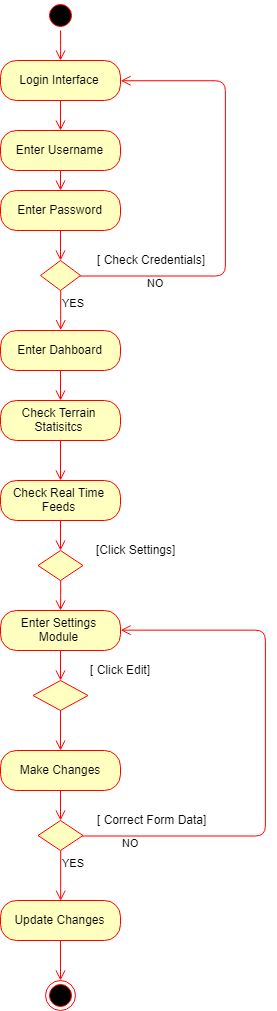 Login Interface
Enter Username
Enter Password
[ Check Credentials]
NO
YES
Enter Dahboard
Check Terrain
Statisitcs
Check Real Time
Feeds
[Click Settings]
Enter Settings
Module
[ Click Edit]
Make Changes
[ Correct Form Data]
NO
YES
Update Changes